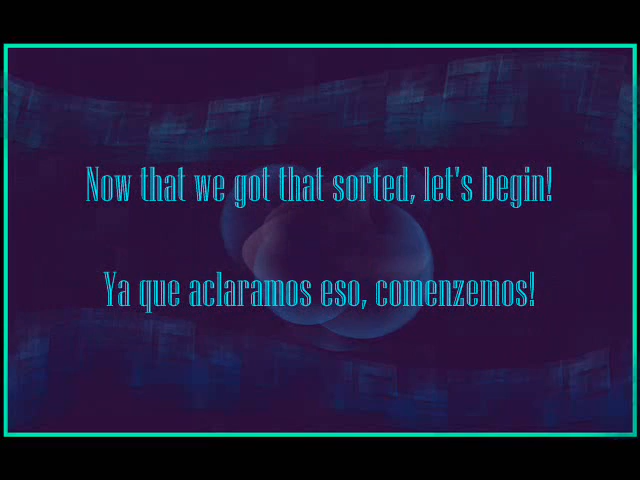 Now that we got that sorted, let's begin!
Ya que aclaramos eso, comenzemos!